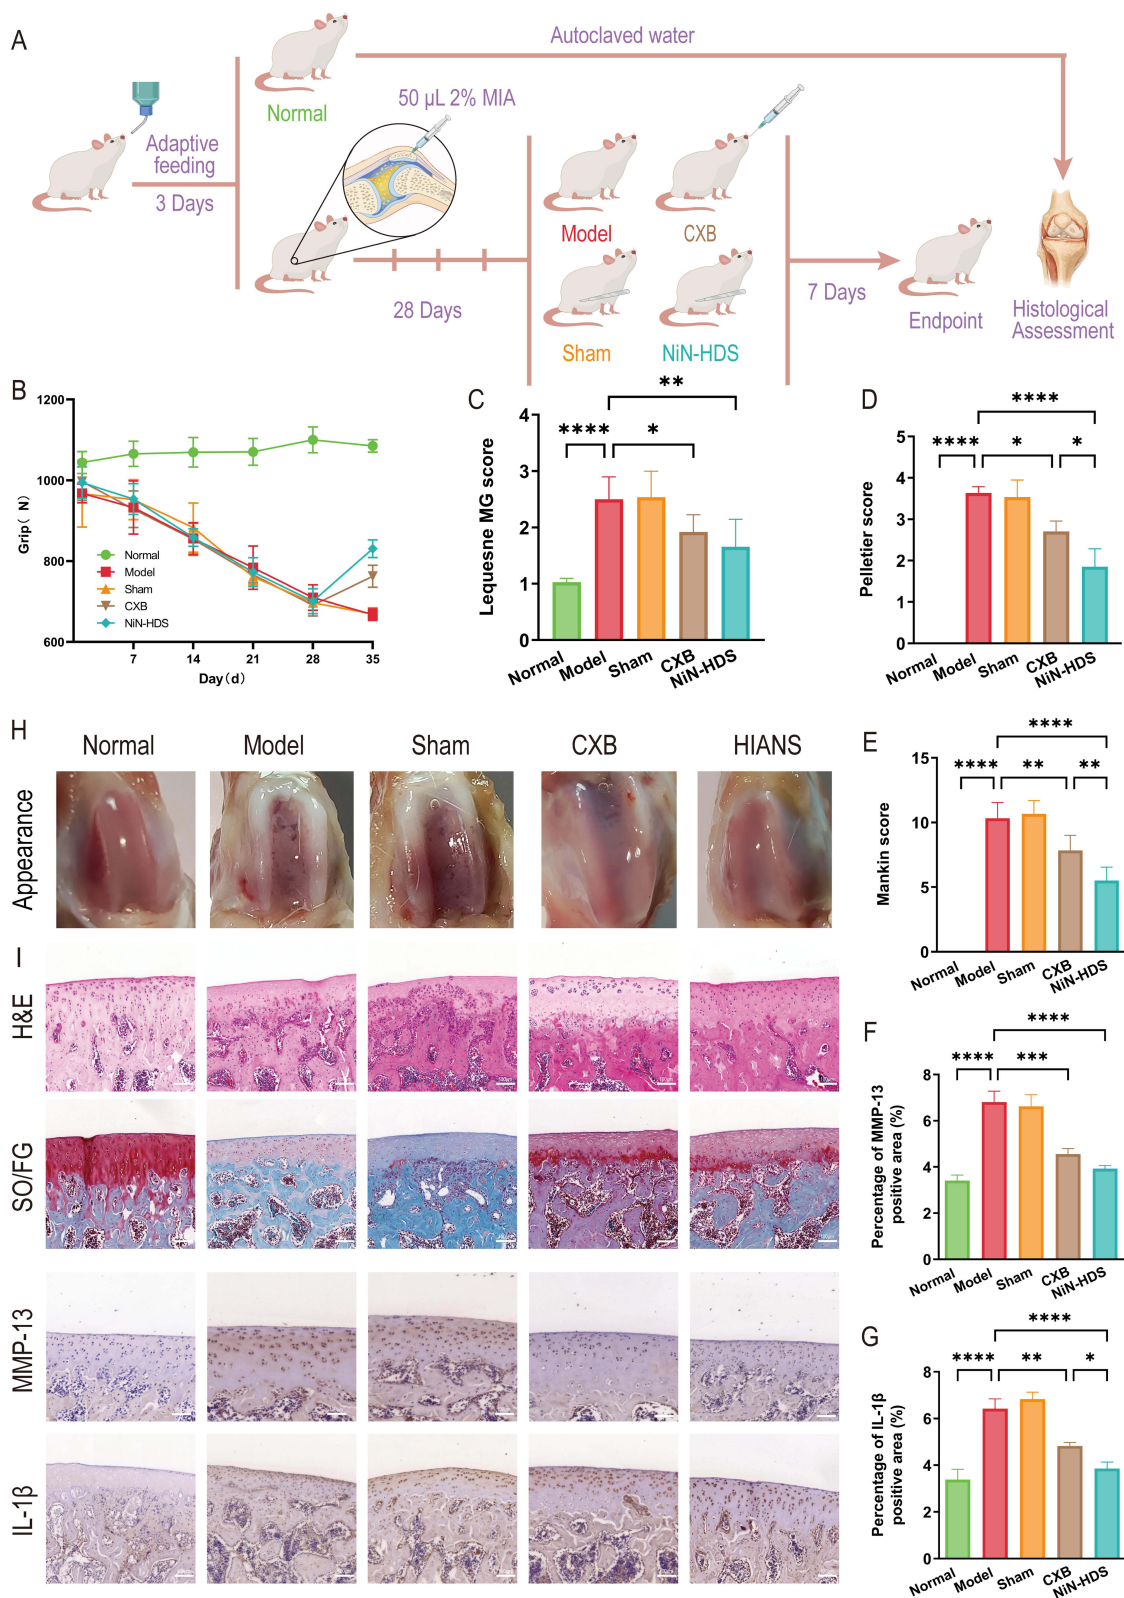 A
Autoclaved water
50 μL 2% MIA
Normal
Adaptive
feeding
3 Days
Model
CXB
28 Days
7 Days
Sham
NiN-HDS
Endpoint
Histological
Assessment
B
1200
1000
800
600
Grip( N)
Normal
Model
Sham
CXB
NiN-HDS
7
14
21
28
35
Day(d)
C
**
****
*
4
3
2
1
0
Lequesne MG score
Normal
Model
Sham
CXB
NiN-HDS
D
****
****
*
*
5
4
3
2
1
0
Pelletier score
Normal
Model
Sham
CXB
NiN-HDS
H
Normal
Model
Sham
CXB
HIANS
Appearance
I
H&E
SO/FG
MMP-13
IL-1β
E
****
****
**
**
15
10
5
0
Mankin score
Normal
Model
Sham
CXB
NiN-HDS
F
****
****
***
8
6
4
2
0
Percentage of MMP-13
positive area (%)
Normal
Model
Sham
CXB
NiN-HDS
G
****
****
**
*
8
6
4
2
0
Percentage of IL-1β
positive area (%)
Normal
Model
Sham
CXB
NiN-HDS